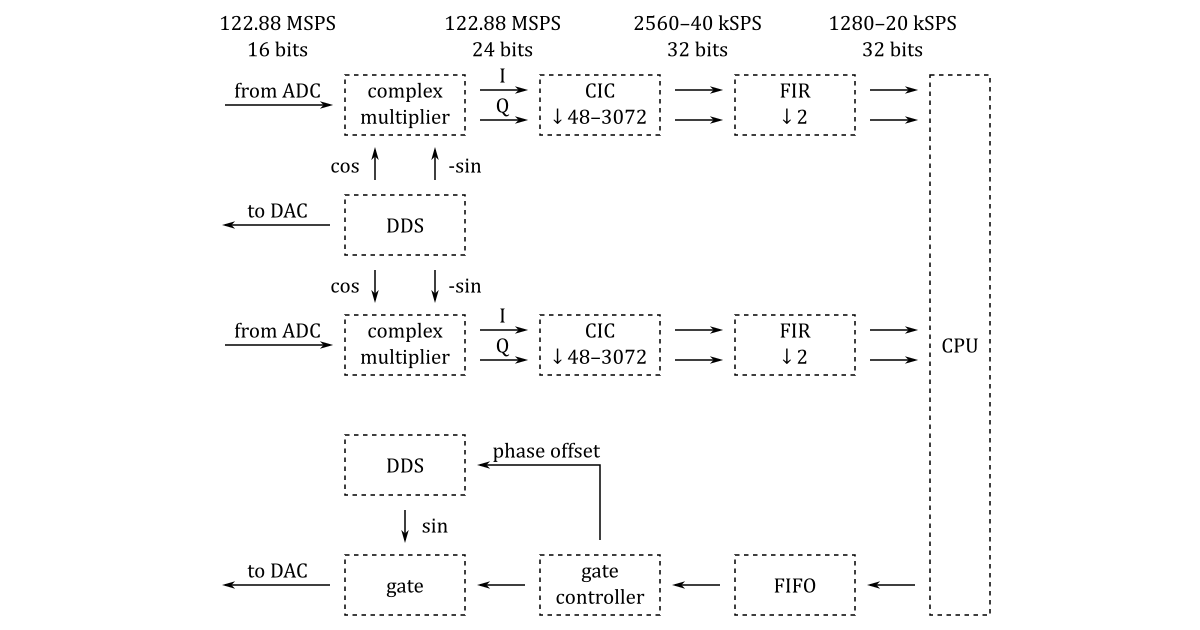 122.88 MSPS 122.88 MSPS 2560–40 kSPS 1280–20 kSPS
16 bits 24 bits 32 bits 32 bits
from ADC complex I CIC FIR
multiplier Q ↓48–3072 ↓2
cos -sin
to DAC DDS
cos -sin
from ADC complex I CIC FIR
multiplier Q ↓48–3072 ↓2
CPU
DDS phase offset
sin
to DAC gate gate FIFO
controller